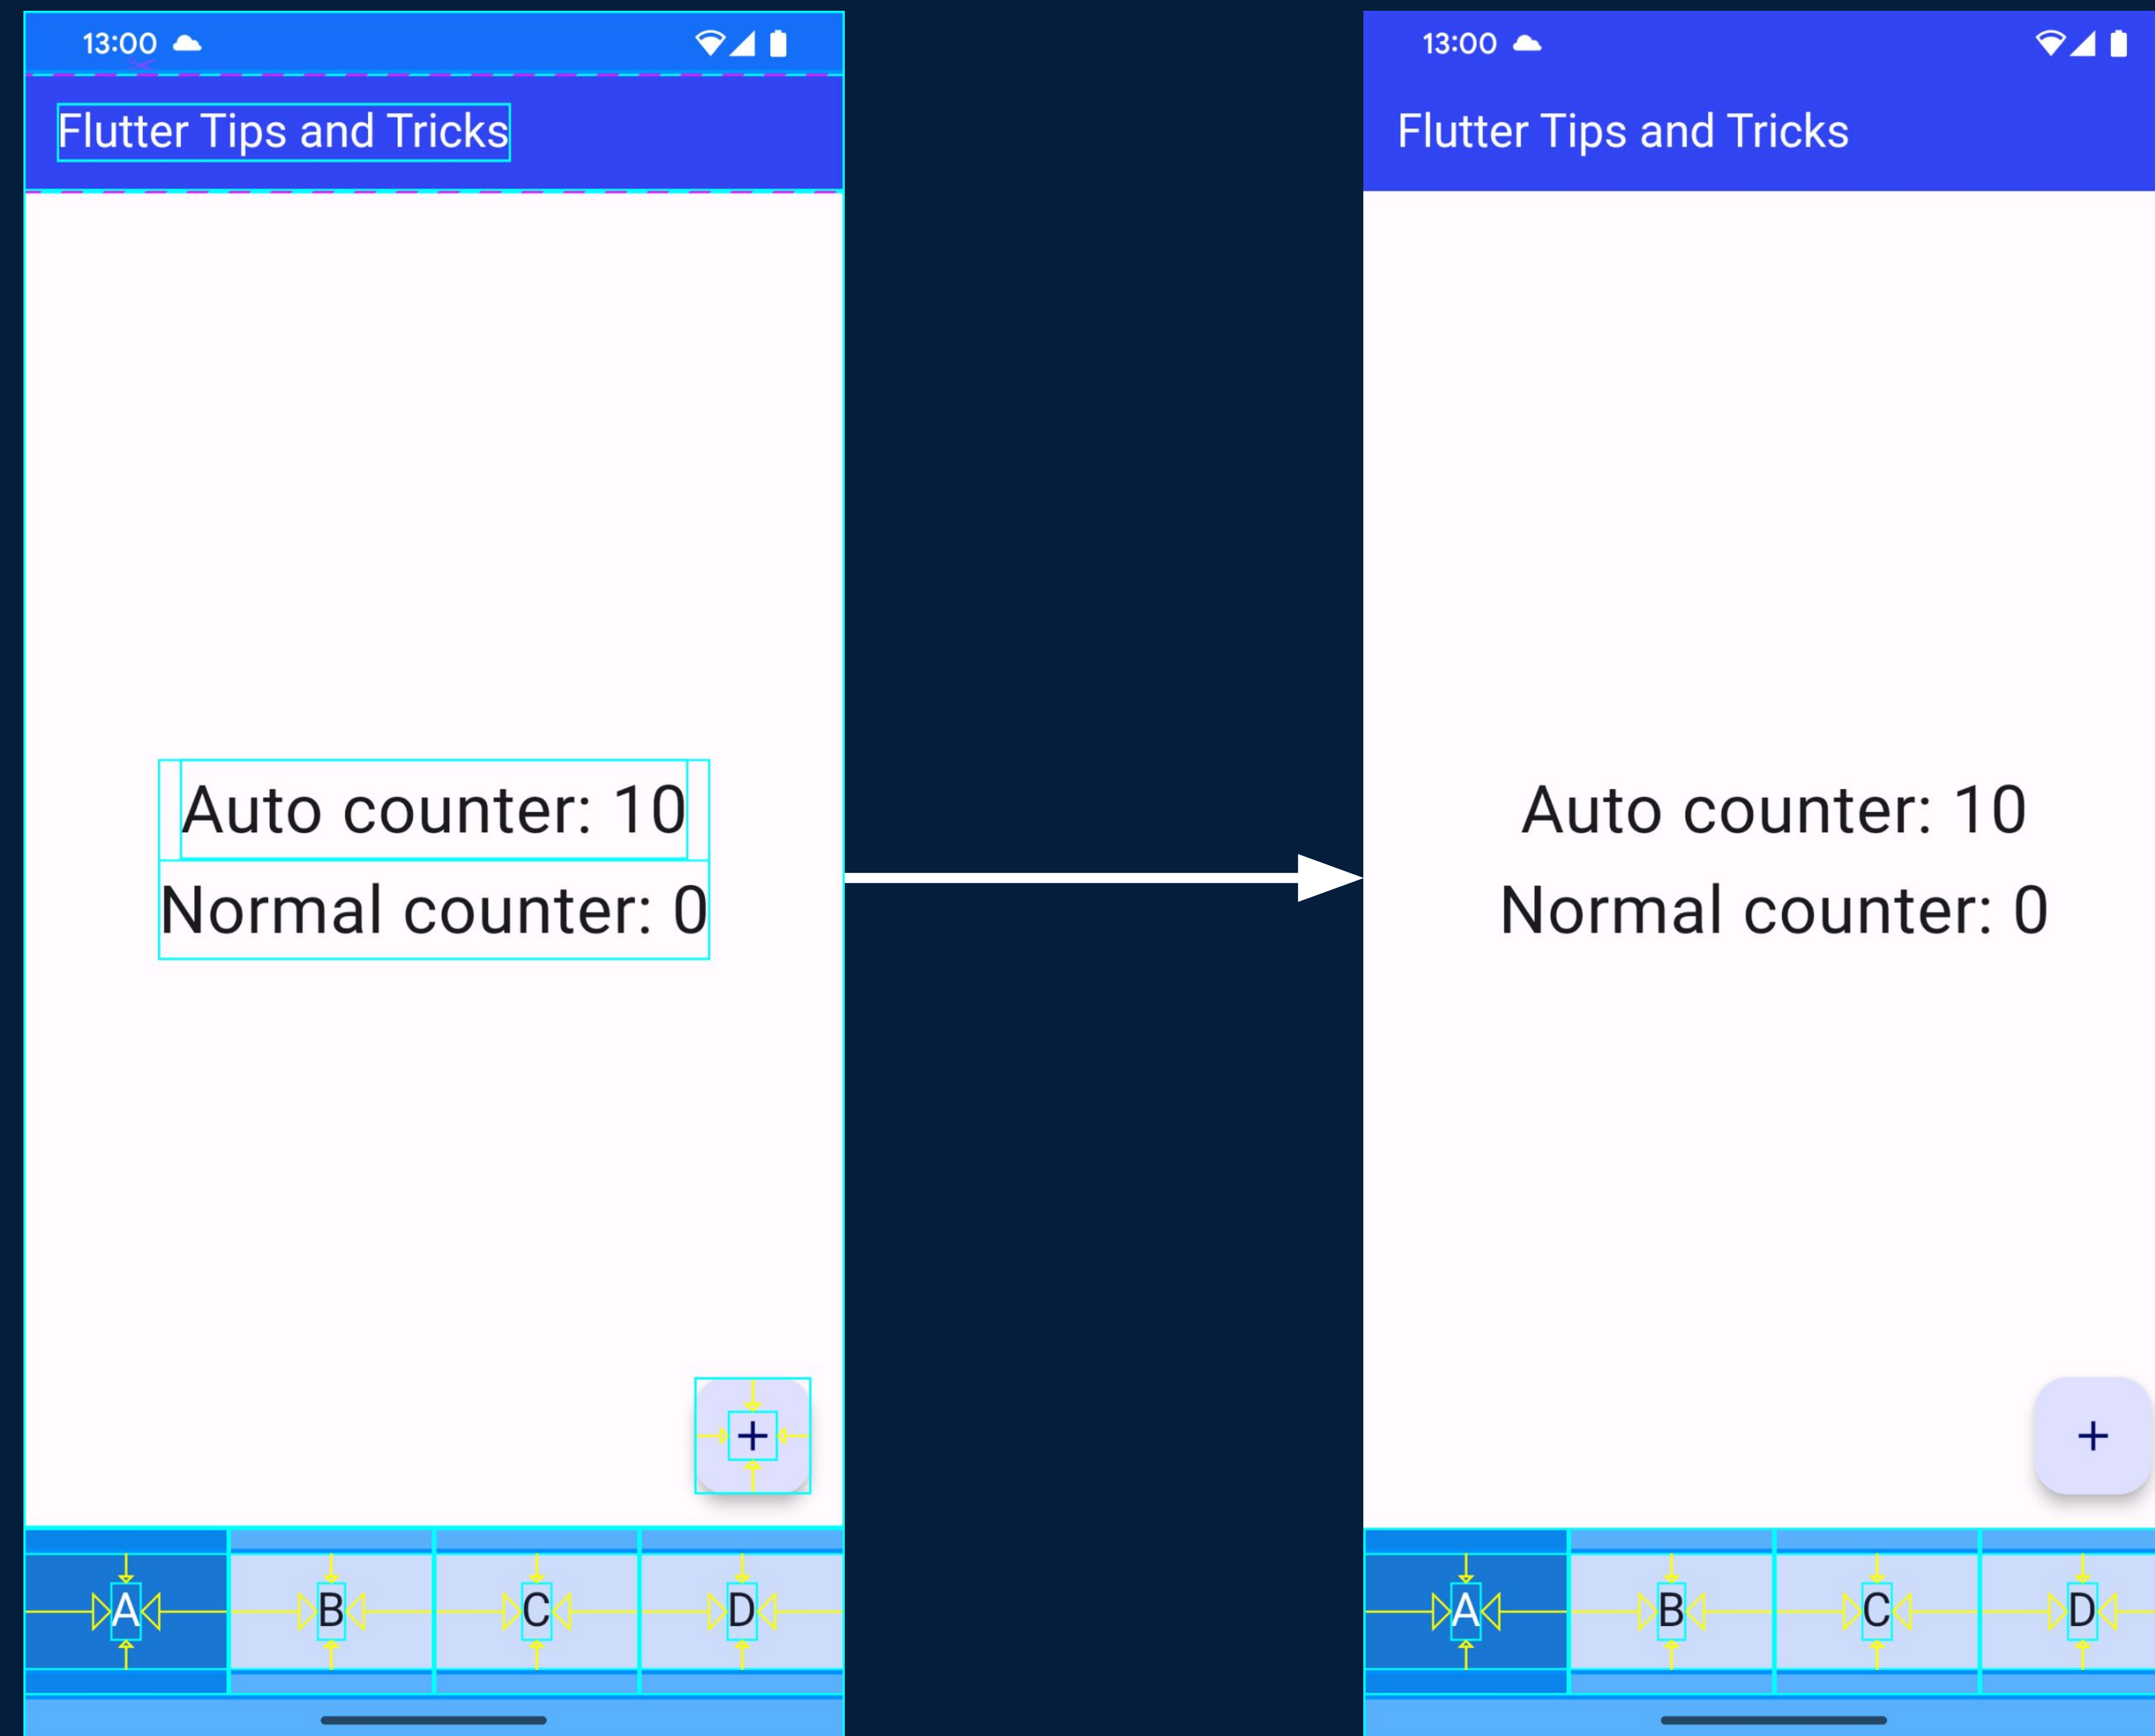 13:00
Flutter Tips and Tricks
Auto counter: 10
Normal counter: 0
+
A B C D
13:00
Flutter Tips and Tricks
Auto counter: 10
Normal counter: 0
+
A B C D